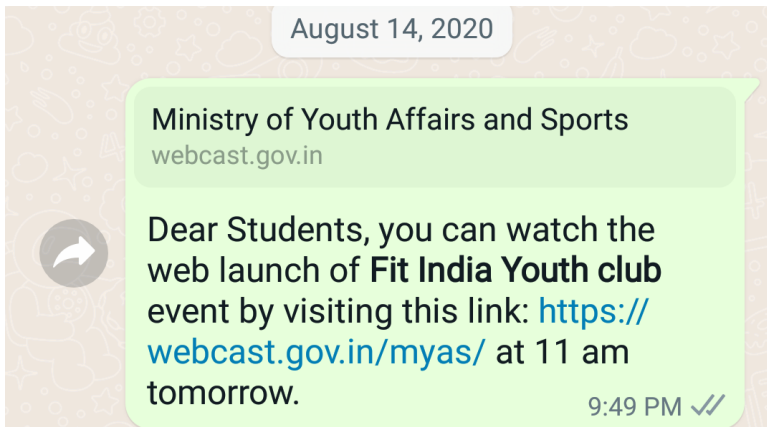 August 14, 2020
Ministry of Youth Affairs and Sports
webcast.gov.in
Dear Students, you can watch the
web launch of Fit India Youth club
event by visiting this link: https://
webcast.gov.in/myas/ at 11 am
tomorrow.
9:49 PM